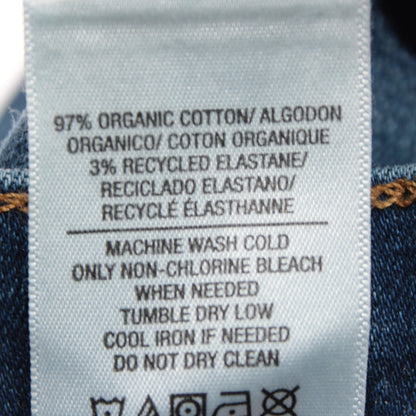 97% ORGANIC COTTON/ ALGODON
ORGANICO/ COTON ORGANIQUE
3% RECYCLED ELASTANE/
RECICLADO ELASTANO/
RECYCLÉ ÉLASTHANNE
MACHINE WASH COLD
ONLY NON-CHLORINE BLEACH
WHEN NEEDED
TUMBLE DRY LOW
COOL IRON IF NEEDED
DO NOT DRY CLEAN